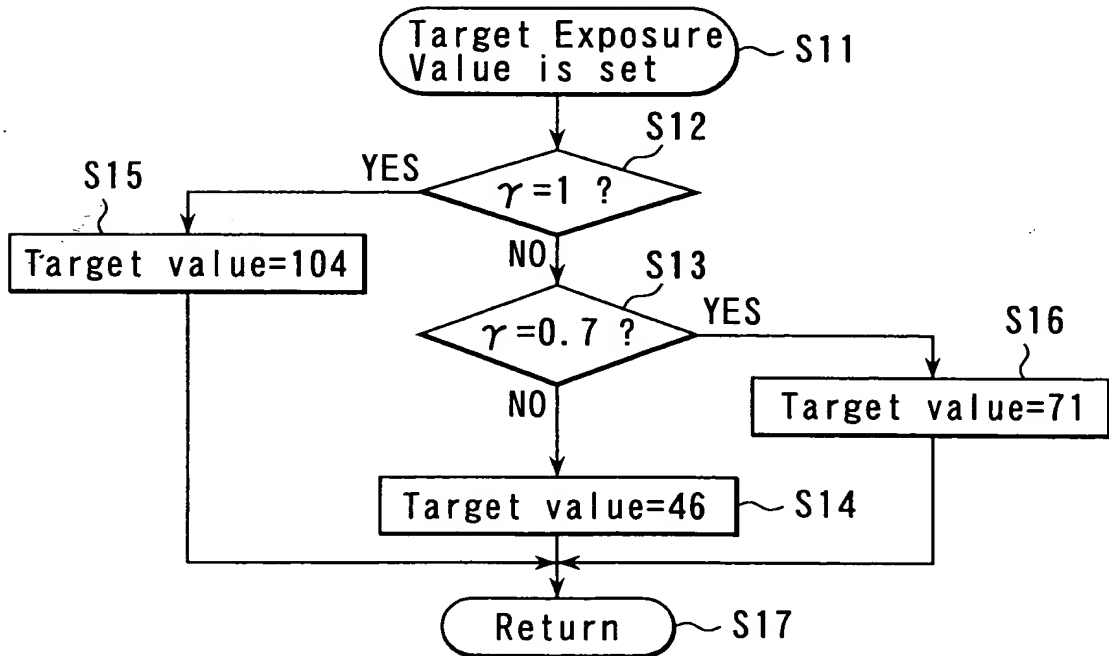 Target Exposure
Value is set
S11
S12
γ=1 ?
YES
S15
Target value=104
NO
S13
γ=0.7 ?
YES
S16
Target value=71
NO
Target value=46
S14
Return
S17